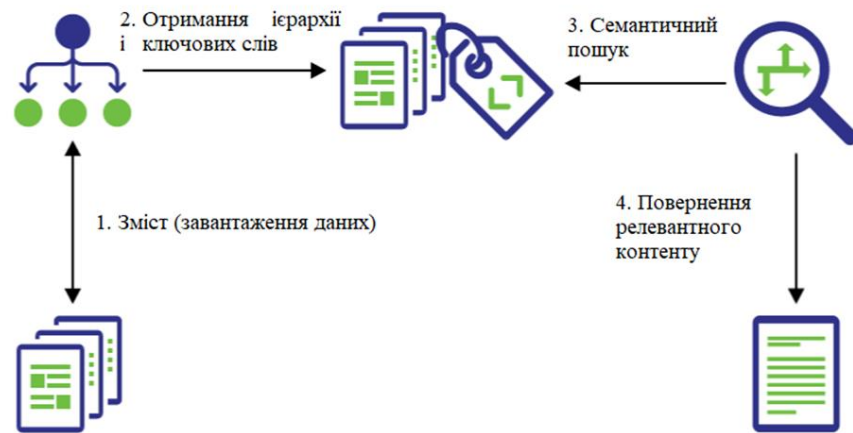 2. Отримання ієрархії
і ключових слів
3. Семантичний
пошук
1. Зміст (завантаження даних)
4. Повернення
релевантного
контенту